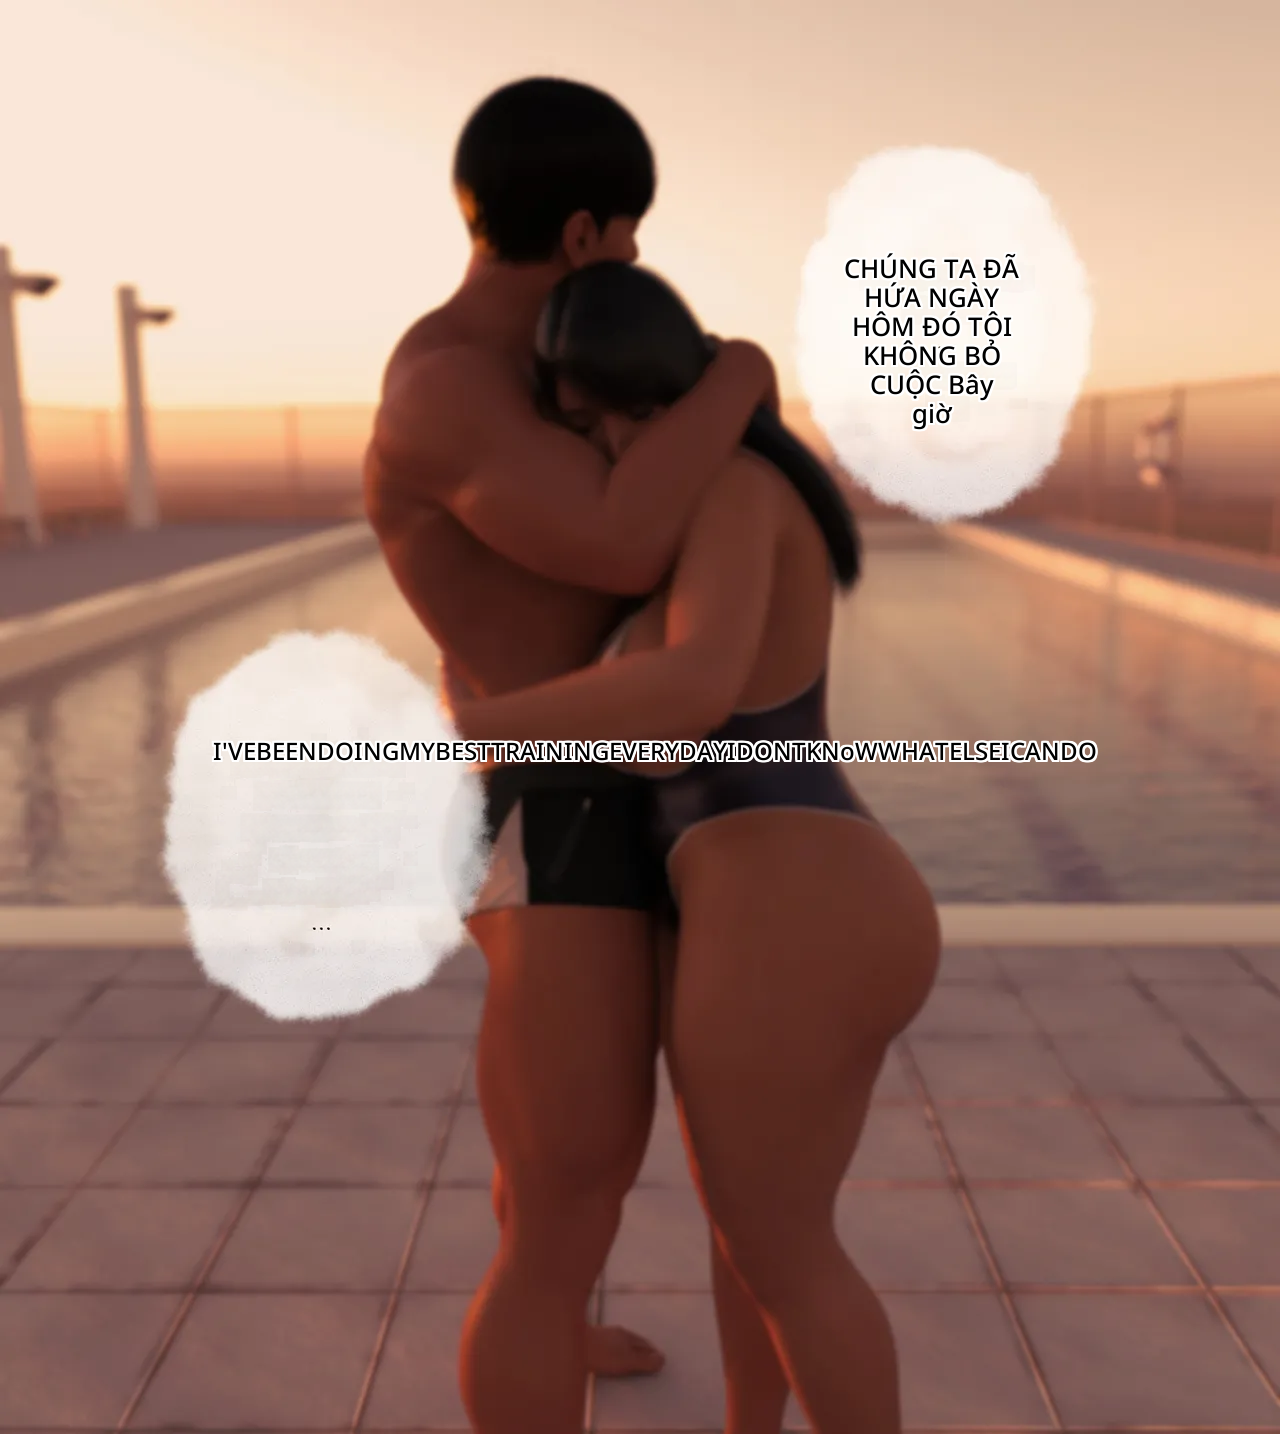 CHÚNG TA ĐÃ
HỨA NGÀY
HÔM ĐÓ TÔI
KHÔNG BỎ
CUỘC Bây
giờ
I'VEBEENDOINGMYBESTTRAININGEVERYDAYIDONTKNoWWHATELSEICANDO
...